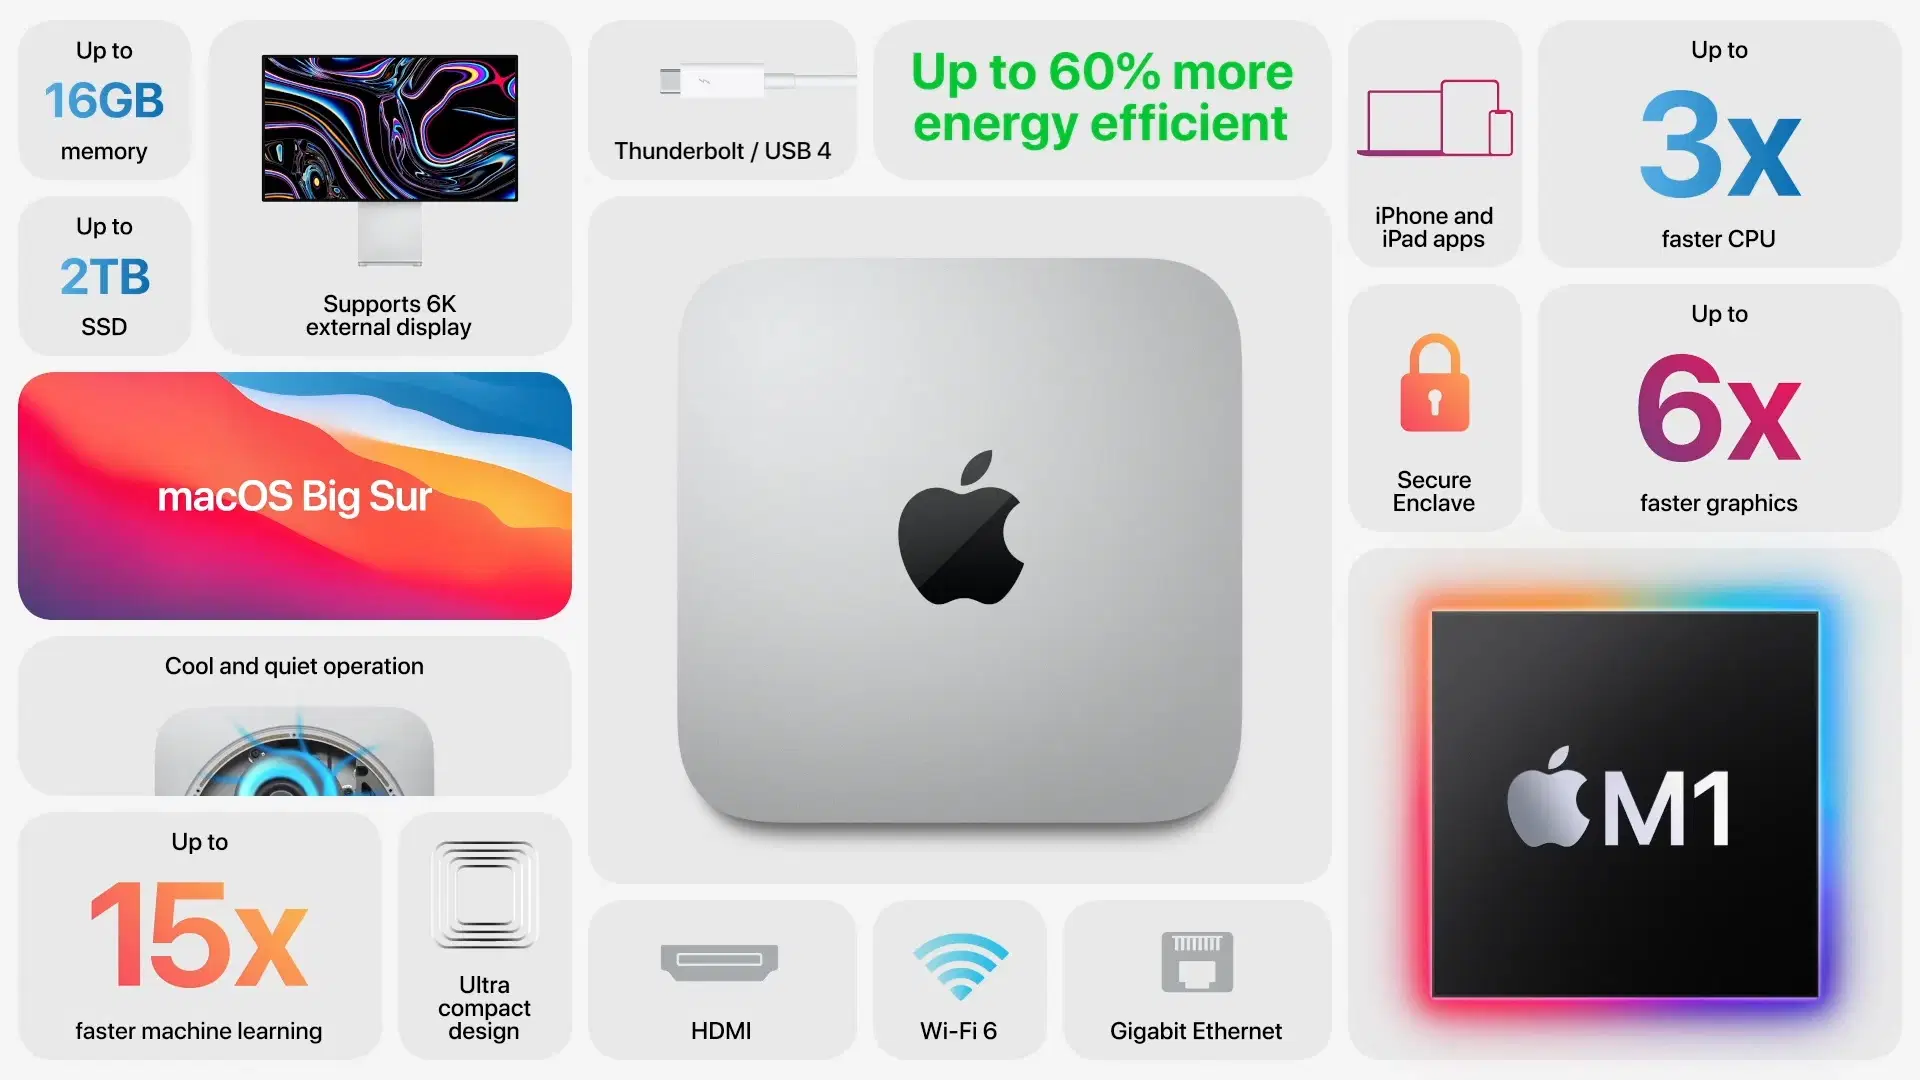 Up to
16GB
memory
Up to
2TB
SSD
Supports 6K
external display
Thunderbolt / USB 4
Up to 60% more
energy efficient
iPhone and
iPad apps
Up to
3x
faster CPU
macOS Big Sur
Secure
Enclave
Up to
6x
faster graphics
Cool and quiet operation
M1
Up to
15x
faster machine learning
Ultra
compact
design
HDMI
Wi-Fi 6
Gigabit Ethernet